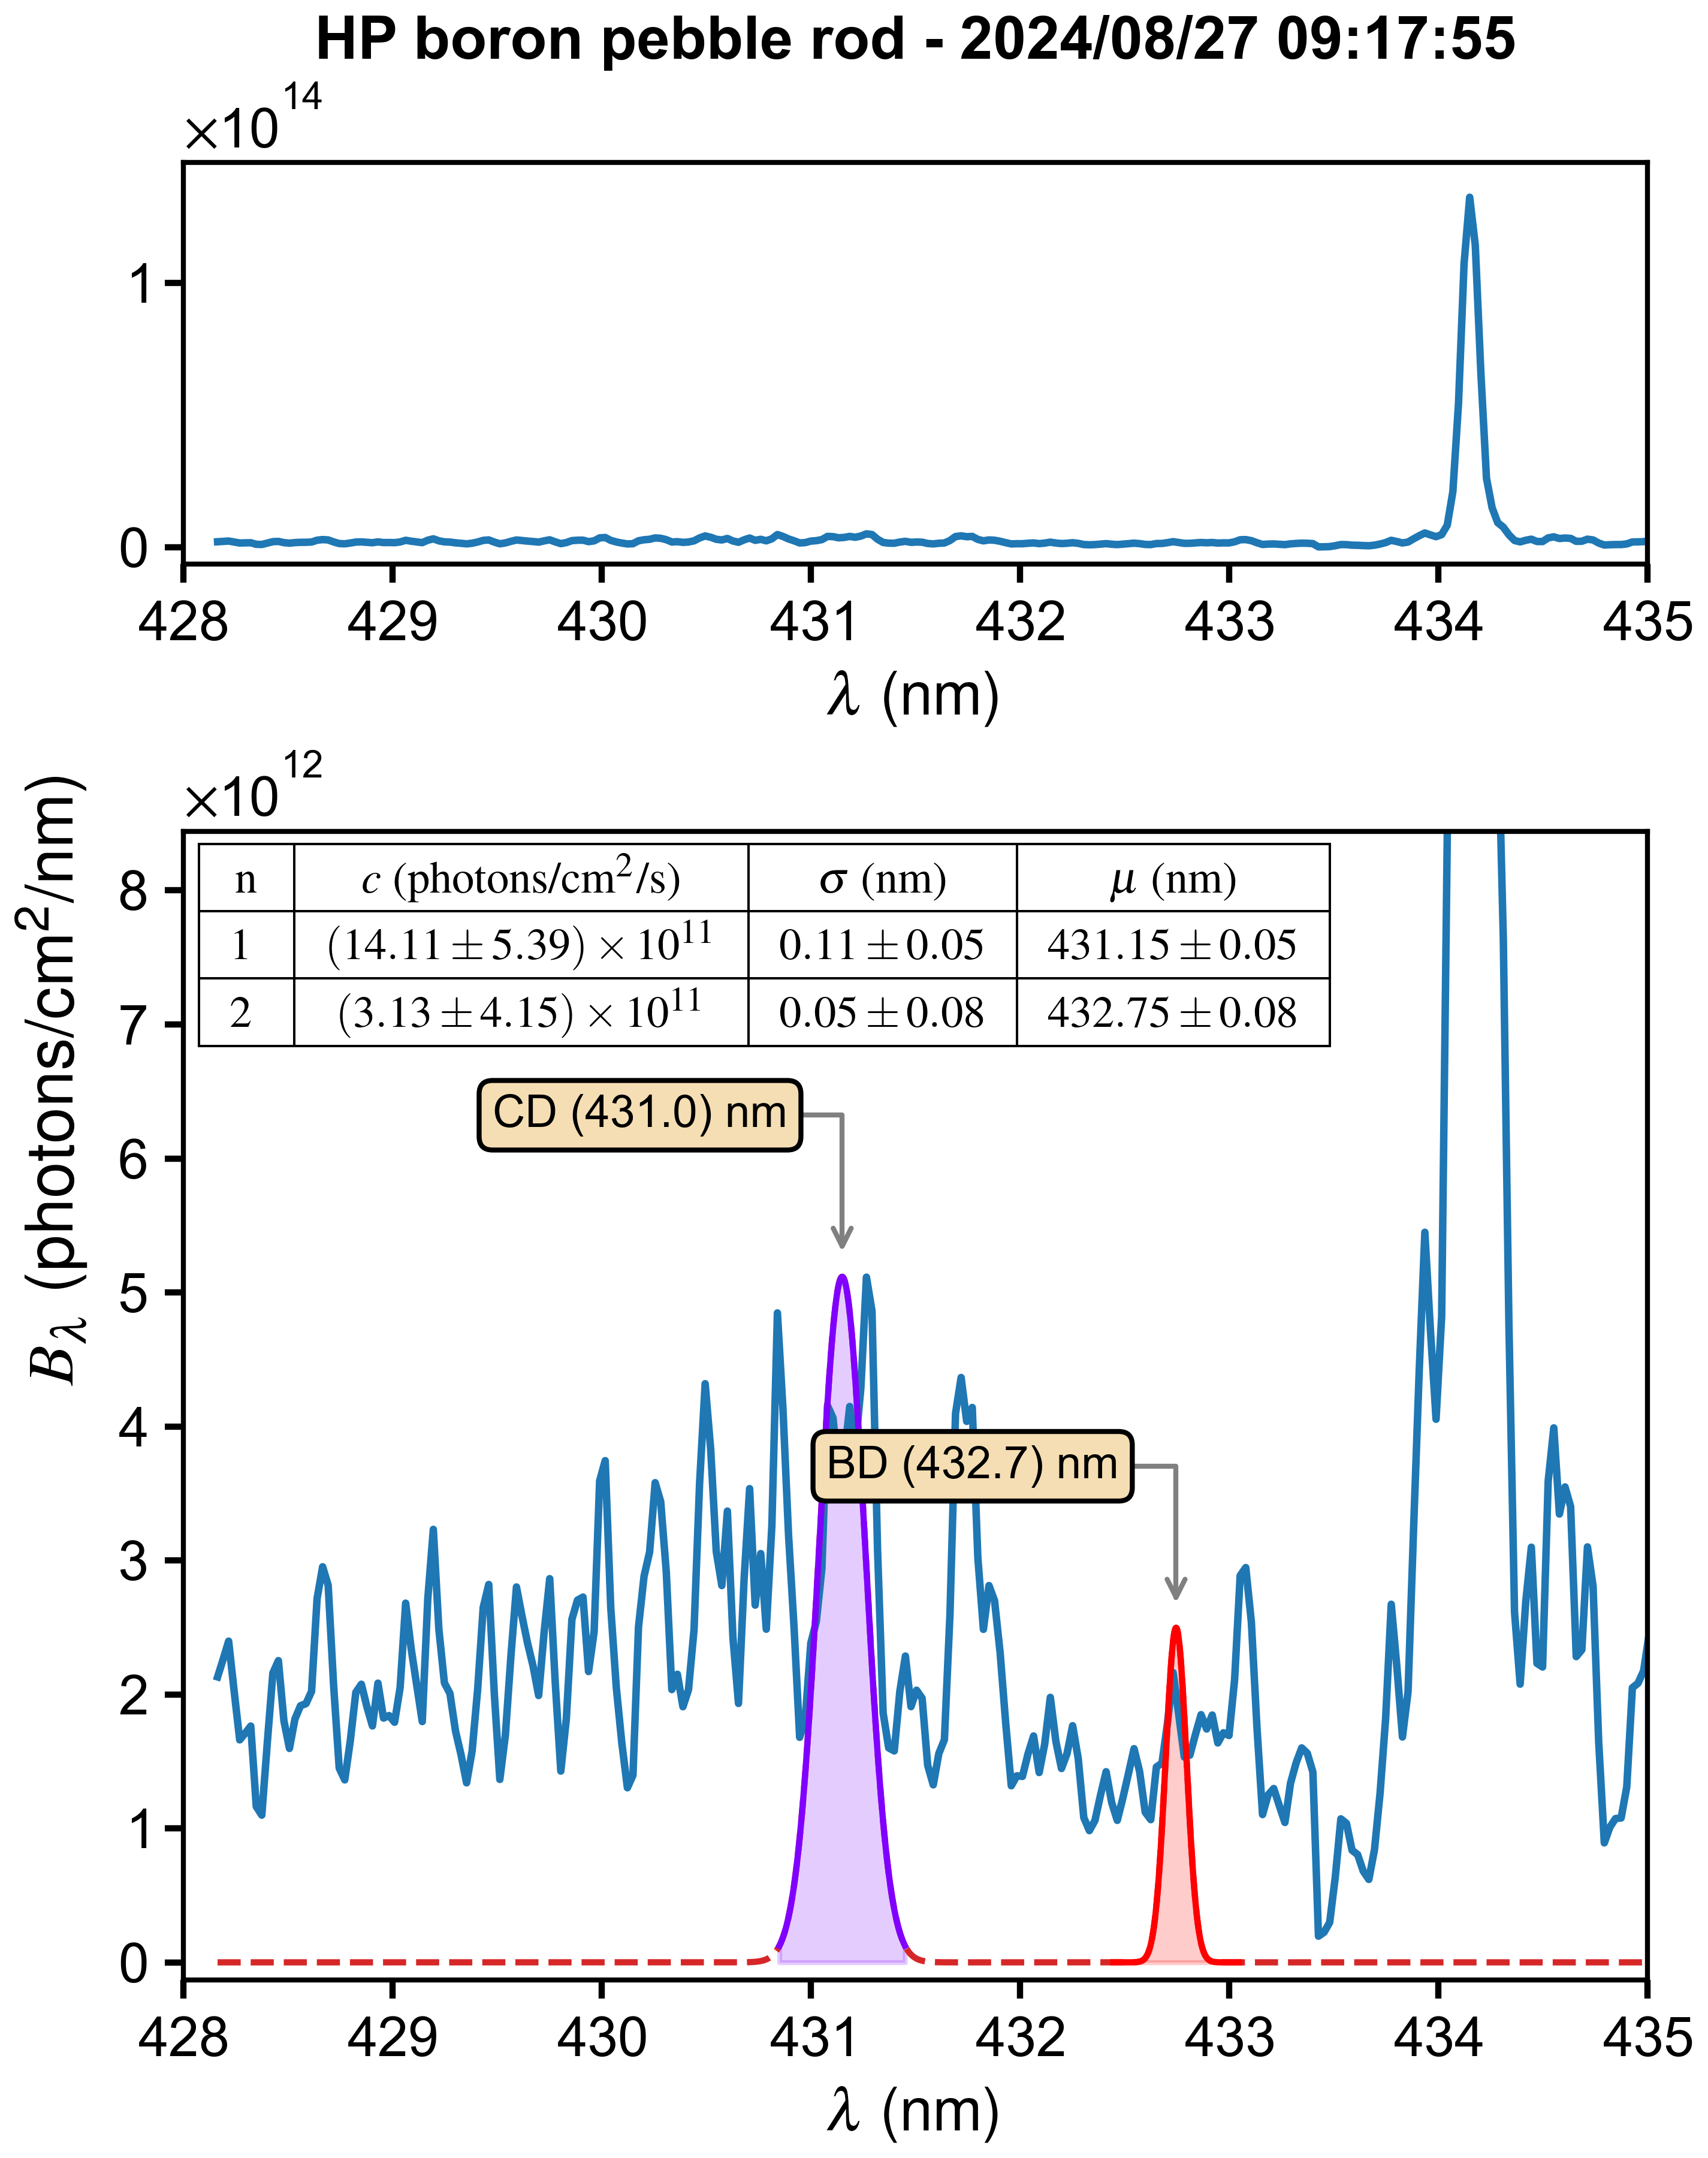 HP boron pebble rod - 2024/08/27 09:17:55
×10^14
1
0
428 429 430 431 432 433 434 435
λ (nm)
×10^12
B_λ (photons/cm²/nm)
n c (photons/cm²/s) σ (nm) μ (nm)
1 (14.11 ± 5.39) × 10^11 0.11 ± 0.05 431.15 ± 0.05
2 (3.13 ± 4.15) × 10^11 0.05 ± 0.08 432.75 ± 0.08
8
7
6
5
4
3
2
1
0
CD (431.0) nm
BD (432.7) nm
428 429 430 431 432 433 434 435
λ (nm)